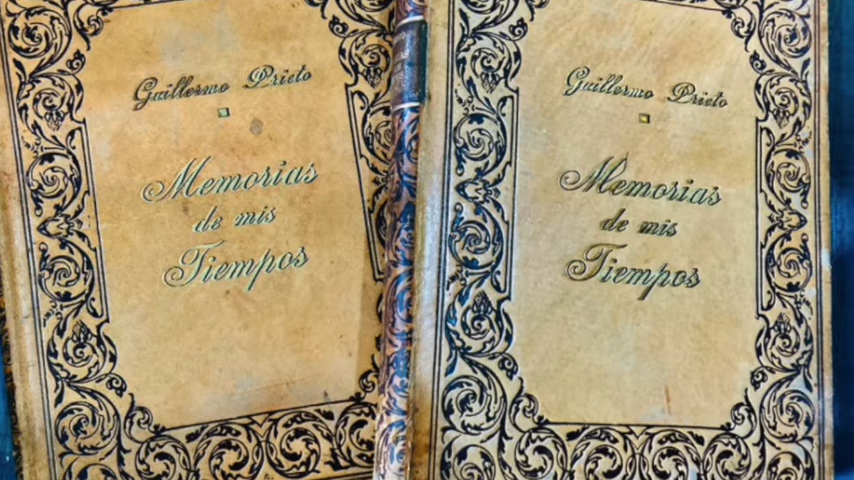 Guillermo Prieto
Memorias
de mis
Tiempos
Guillermo Prieto
Memorias
de mis
Tiempos